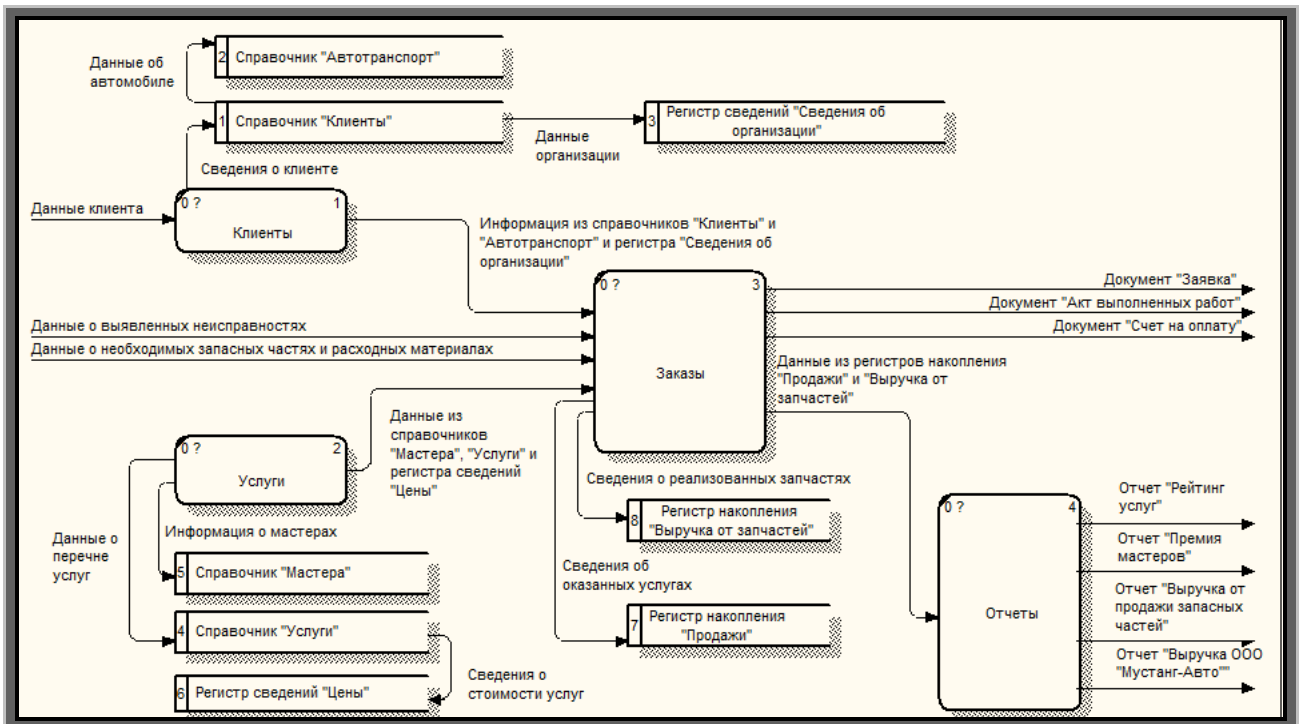 Данные об
автомобиле
2 Справочник "Автотранспорт"
1 Справочник "Клиенты"
Данные
организации
3 Регистр сведений "Сведения об
организации"
Сведения о клиенте
Данные клиента
0 ? 1
Клиенты
Информация из справочников "Клиенты" и
"Автотранспорт" и регистра "Сведения об
организации"
0 ? 3
Заказы
Данные о выявленных неисправностях
Данные о необходимых запасных частях и расходных материалах
Документ "Заявка"
Документ "Акт выполненных работ"
Документ "Счет на оплату"
Данные из регистров накопления
"Продажи" и "Выручка от
запчастей"
Данные из
справочников
"Мастера", "Услуги" и
регистра сведений
"Цены"
0 ? 2
Услуги
Сведения о реализованных запчастях
8 Регистр накопления
"Выручка от запчастей"
Сведения об
оказанных услугах
7 Регистр накопления
"Продажи"
Данные о
перечне
услуг
Информация о мастерах
5 Справочник "Мастера"
4 Справочник "Услуги"
6 Регистр сведений "Цены"
Сведения о
стоимости услуг
0 ? 4
Отчеты
Отчет "Рейтинг
услуг"
Отчет "Премия
мастеров"
Отчет "Выручка от
продажи запасных
частей"
Отчет "Выручка ООО
"Мустанг-Авто""